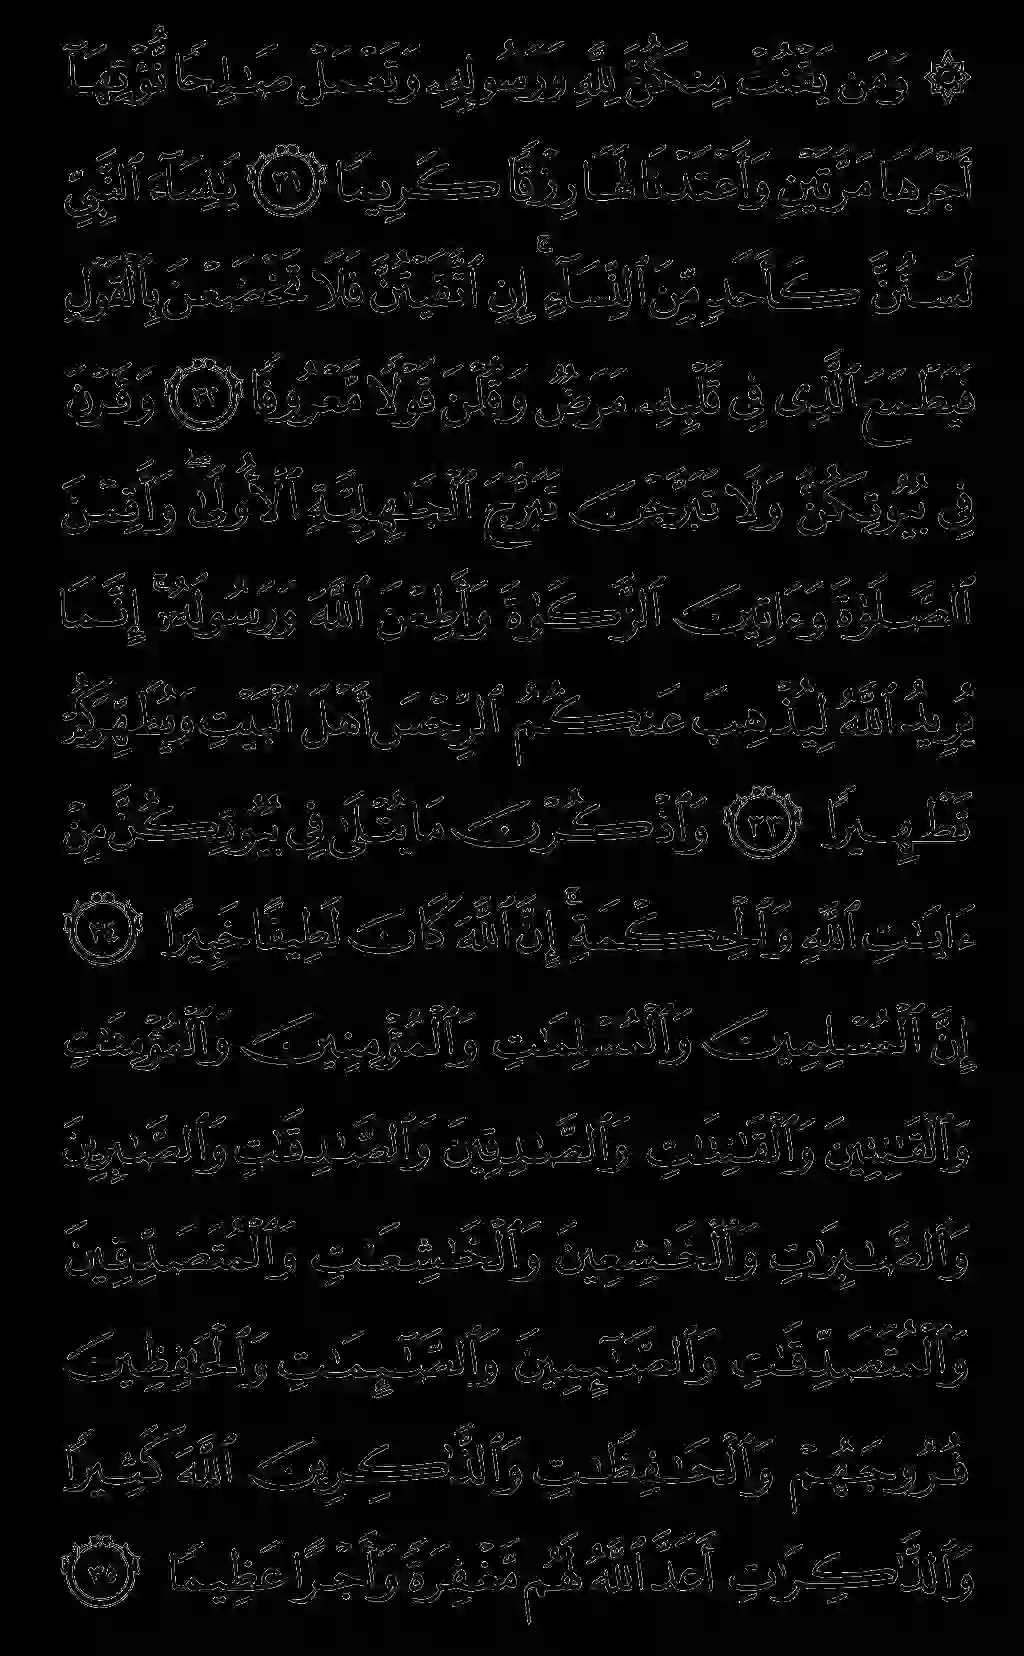 ۞ وَمَن يَقْنُتْ مِنكُنَّ لِلَّهِ وَرَسُولِهِۦ وَتَعْمَلْ صَـٰلِحًا نُّؤْتِهَآ
أَجْرَهَا مَرَّتَيْنِ وَأَعْتَدْنَا لَهَا رِزْقًا كَرِيمًا ٣١ يَـٰنِسَآءَ ٱلنَّبِىِّ
لَسْتُنَّ كَأَحَدٍ مِّنَ ٱلنِّسَآءِ ۚ إِنِ ٱتَّقَيْتُنَّ فَلَا تَخْضَعْنَ بِٱلْقَوْلِ
فَيَطْمَعَ ٱلَّذِى فِى قَلْبِهِۦ مَرَضٌ وَقُلْنَ قَوْلًا مَّعْرُوفًا ٣٢ وَقَرْنَ
فِى بُيُوتِكُنَّ وَلَا تَبَرَّجْنَ تَبَرُّجَ ٱلْجَـٰهِلِيَّةِ ٱلْأُولَىٰ ۖ وَأَقِمْنَ
ٱلصَّلَوٰةَ وَءَاتِينَ ٱلزَّكَوٰةَ وَأَطِعْنَ ٱللَّهَ وَرَسُولَهُۥٓ ۚ إِنَّمَا
يُرِيدُ ٱللَّهُ لِيُذْهِبَ عَنكُمُ ٱلرِّجْسَ أَهْلَ ٱلْبَيْتِ وَيُطَهِّرَكُمْ
تَطْهِيرًا ٣٣ وَٱذْكُرْنَ مَا يُتْلَىٰ فِى بُيُوتِكُنَّ مِنْ
ءَايَـٰتِ ٱللَّهِ وَٱلْحِكْمَةِ ۚ إِنَّ ٱللَّهَ كَانَ لَطِيفًا خَبِيرًا ٣٤
إِنَّ ٱلْمُسْلِمِينَ وَٱلْمُسْلِمَـٰتِ وَٱلْمُؤْمِنِينَ وَٱلْمُؤْمِنَـٰتِ
وَٱلْقَـٰنِتِينَ وَٱلْقَـٰنِتَـٰتِ وَٱلصَّـٰدِقِينَ وَٱلصَّـٰدِقَـٰتِ وَٱلصَّـٰبِرِينَ
وَٱلصَّـٰبِرَٰتِ وَٱلْخَـٰشِعِينَ وَٱلْخَـٰشِعَـٰتِ وَٱلْمُتَصَدِّقِينَ
وَٱلْمُتَصَدِّقَـٰتِ وَٱلصَّـٰٓئِمِينَ وَٱلصَّـٰٓئِمَـٰتِ وَٱلْحَـٰفِظِينَ
فُرُوجَهُمْ وَٱلْحَـٰفِظَـٰتِ وَٱلذَّٰكِرِينَ ٱللَّهَ كَثِيرًا
وَٱلذَّٰكِرَٰتِ أَعَدَّ ٱللَّهُ لَهُم مَّغْفِرَةً وَأَجْرًا عَظِيمًا ٣٥